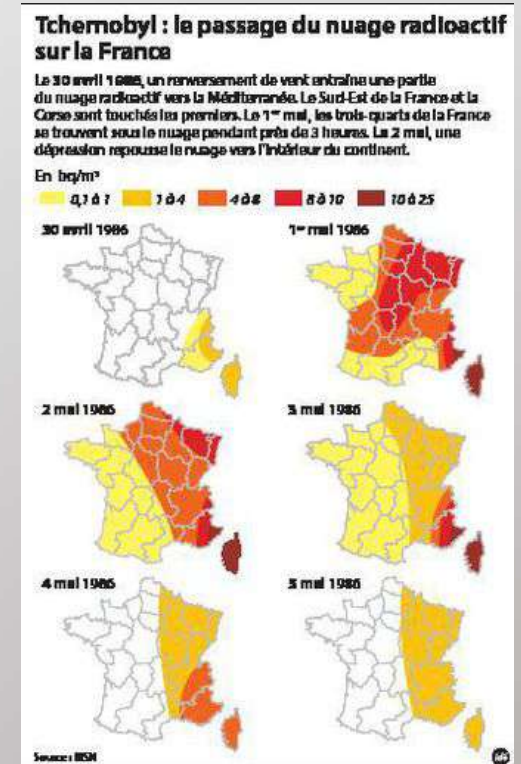 Tchernobyl : le passage du nuage radioactif
sur la France
Le 30 avril 1986, un renversement de vent entraîne une partie
du nuage radioactif vers la Méditerranée. Le Sud-Est de la France et la
Corse sont touchés les premiers. Le 1er mai, les trois-quarts de la France
se trouvent sous le nuage pendant près de 3 heures. Le 2 mai, une
dépression repousse le nuage vers l'intérieur du continent.
En bq/m³
0,1 à 1 1 à 4 4 à 8 8 à 10 10 à 25
30 avril 1986 1er mai 1986
2 mai 1986 3 mai 1986
4 mai 1986 5 mai 1986
Source : IRSN